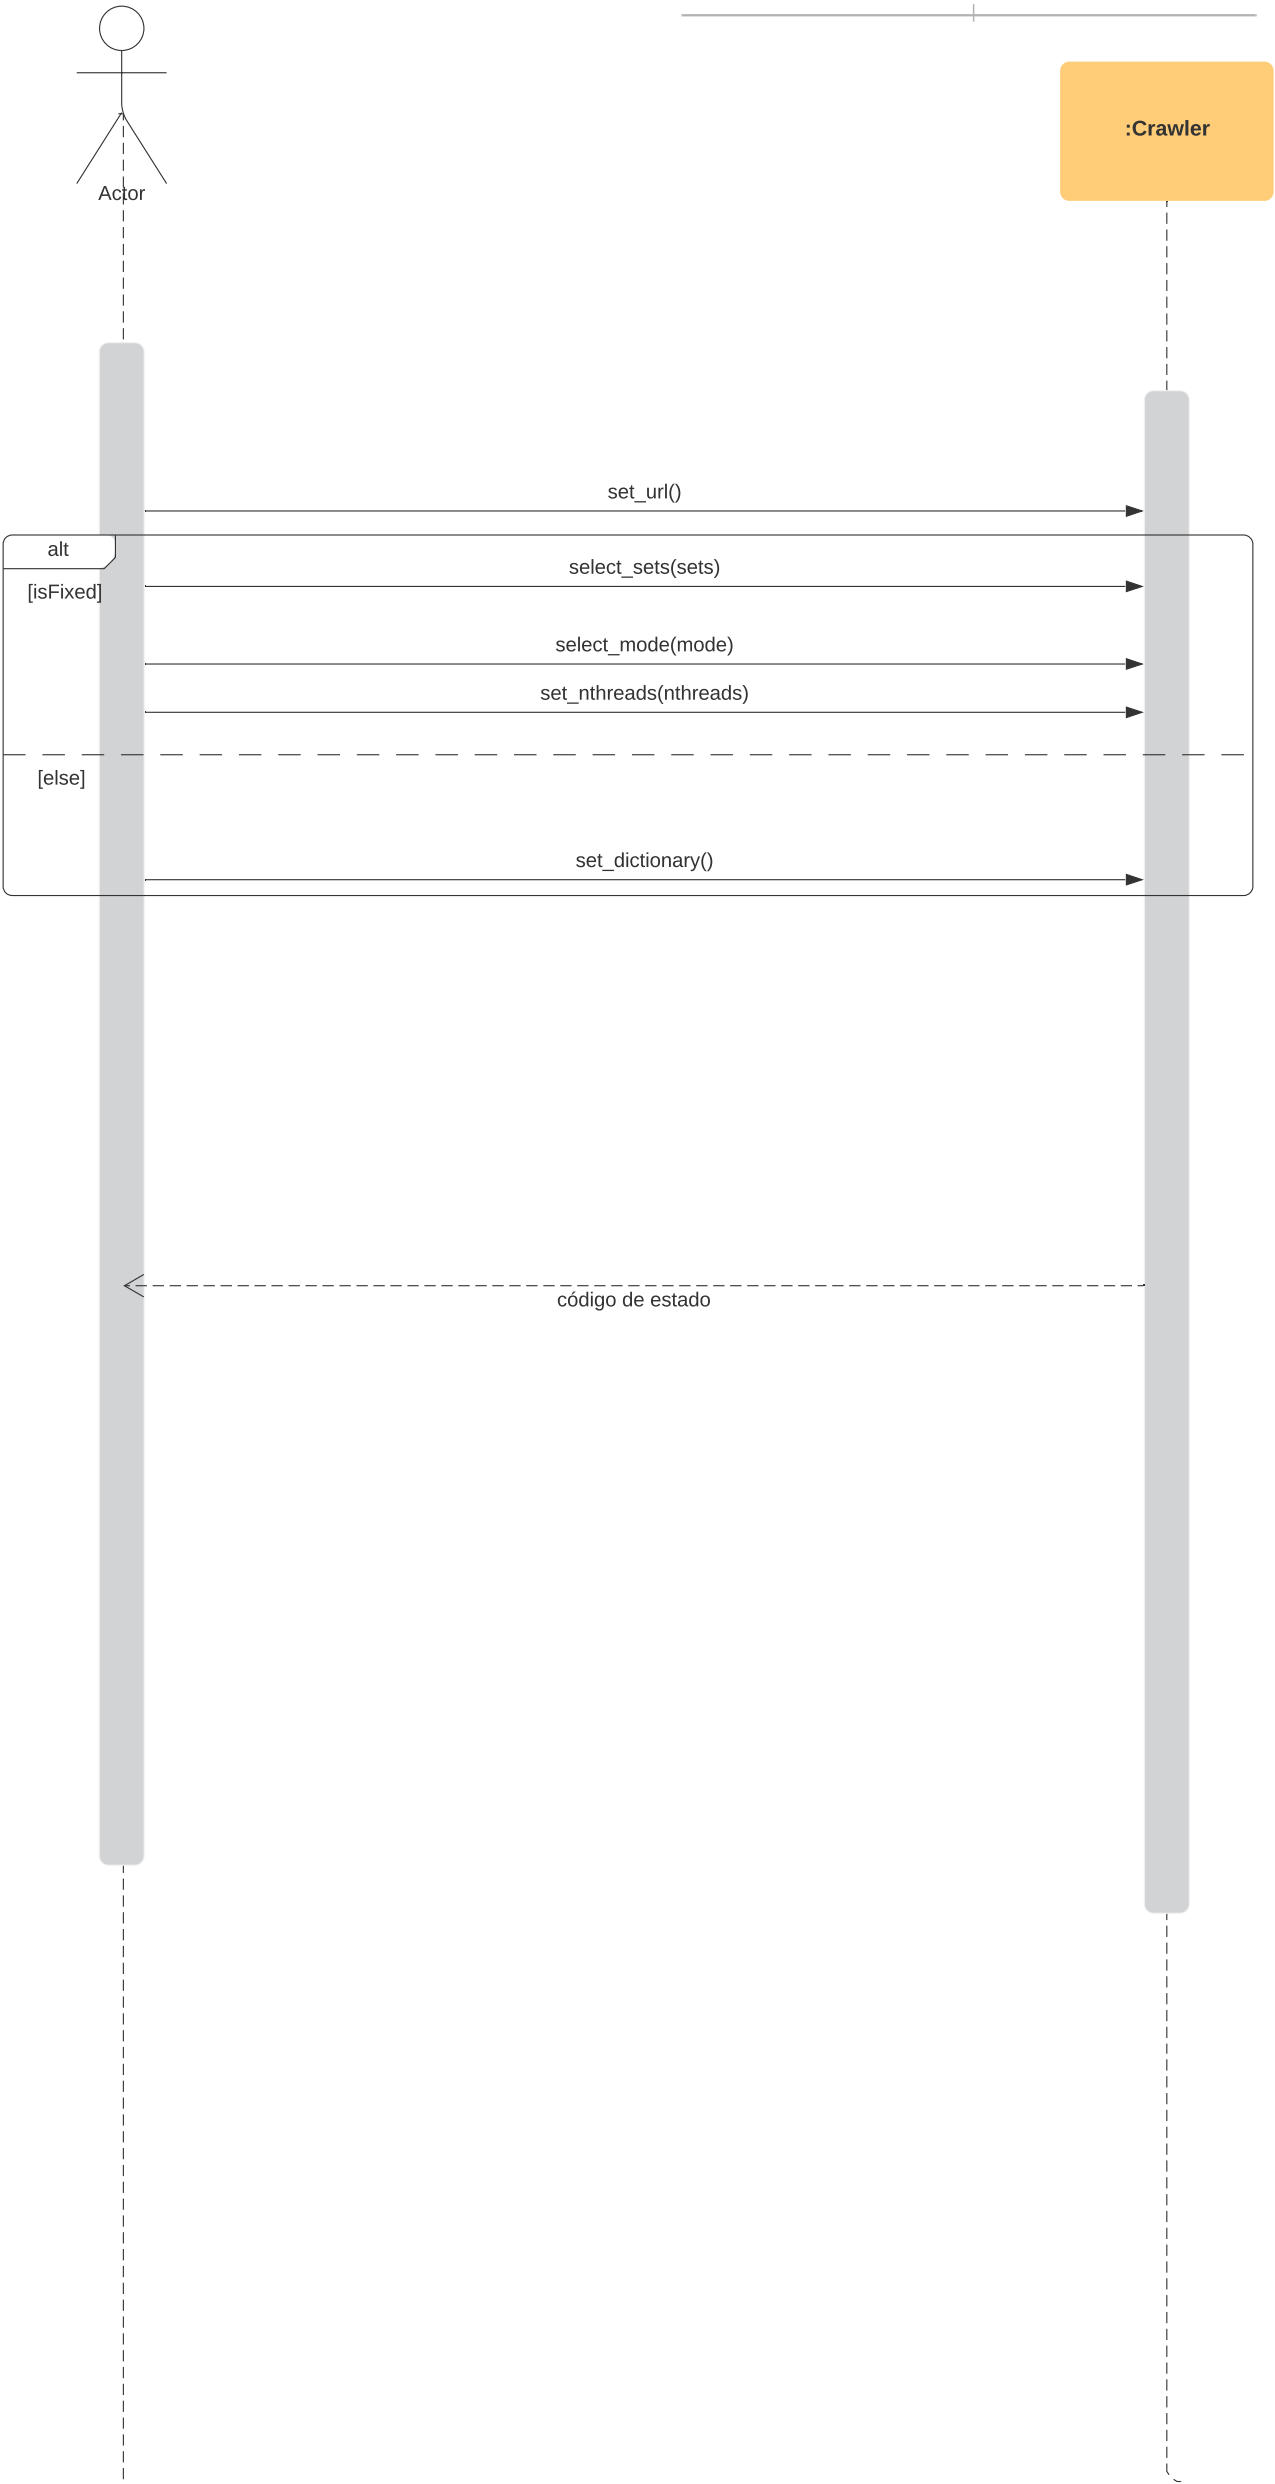 Actor
:Crawler
set_url()
alt
select_sets(sets)
[isFixed]
select_mode(mode)
set_nthreads(nthreads)
[else]
set_dictionary()
código de estado